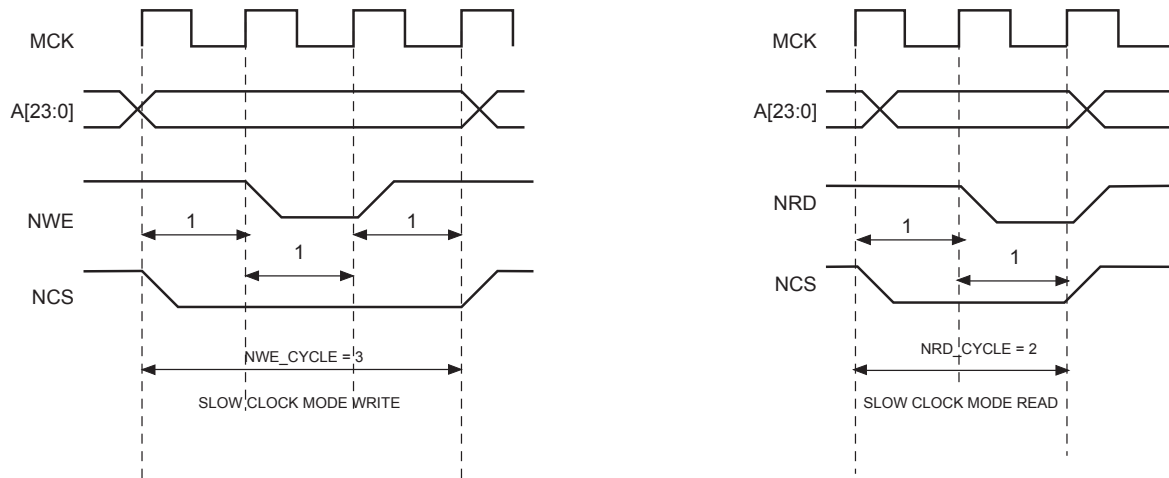 MCK
A[23:0]
NWE
1
1
1
NCS
NWE_CYCLE = 3
SLOW CLOCK MODE WRITE
MCK
A[23:0]
NRD
1
1
NCS
NRD_CYCLE = 2
SLOW CLOCK MODE READ